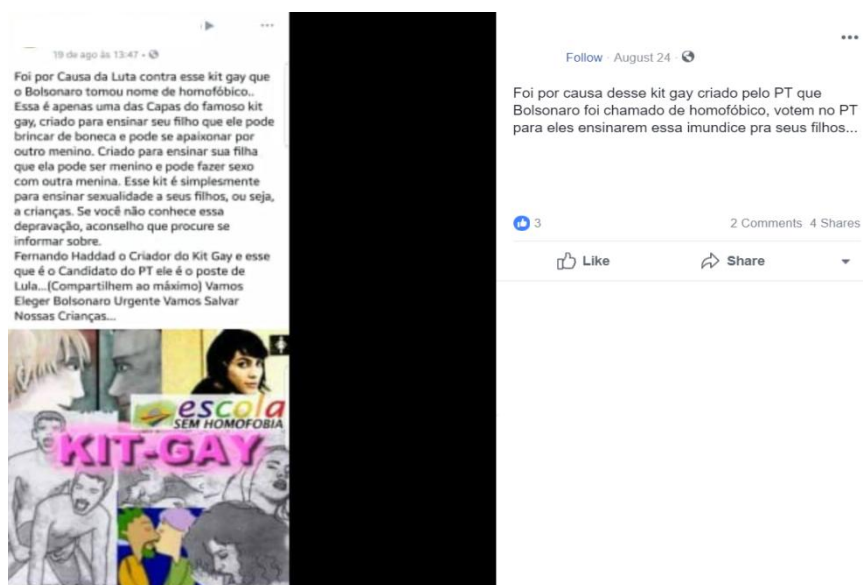 19 de ago às 13:47 •
Foi por Causa da Luta contra esse kit gay que
o Bolsonaro tomou nome de homofóbico..
Essa é apenas uma das Capas do famoso kit
gay, criado para ensinar seu filho que ele pode
brincar de boneca e pode se apaixonar por
outro menino. Criado para ensinar sua filha
que ela pode ser menino e pode fazer sexo
com outra menina. Esse kit é simplesmente
para ensinar sexualidade a seus filhos, ou seja,
a crianças. Se você não conhece essa
depravação, aconselho que procure se
informar sobre.
Fernando Haddad o Criador do Kit Gay e esse
que é o Candidato do PT ele é o poste de
Lula...(Compartilhem ao máximo) Vamos
Eleger Bolsonaro Urgente Vamos Salvar
Nossas Crianças...
escola
SEM HOMOFOBIA
KIT-GAY
Follow · August 24 ·
Foi por causa desse kit gay criado pelo PT que
Bolsonaro foi chamado de homofóbico, votem no PT
para eles ensinarem essa imundice pra seus filhos...
3 2 Comments 4 Shares
Like Share